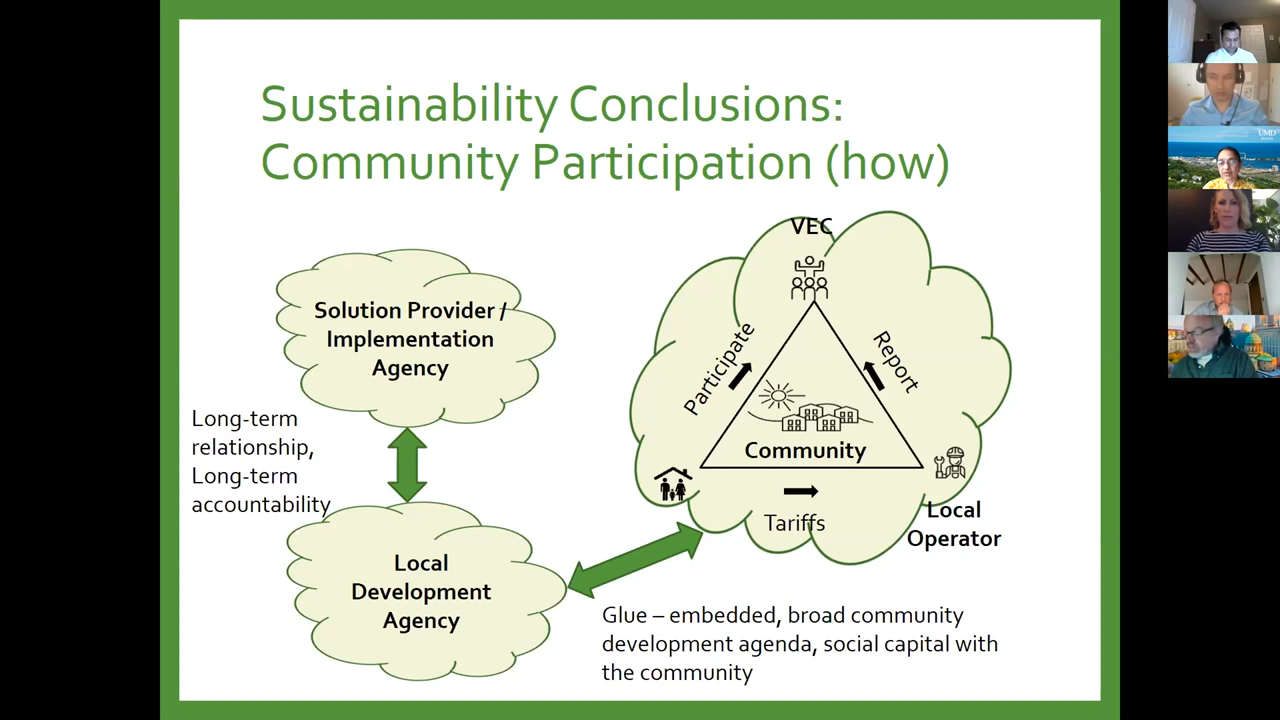 Sustainability Conclusions:
Community Participation (how)
VEC
Solution Provider /
Implementation
Agency
Participate
Report
Long-term
relationship,
Long-term
accountability
Community
Tariffs
Local
Operator
Local
Development
Agency
Glue – embedded, broad community
development agenda, social capital with
the community
UMD